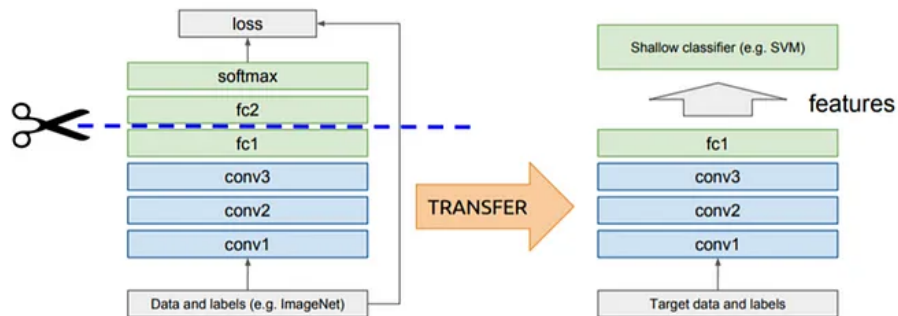 loss
softmax
fc2
fc1
conv3
conv2
conv1
Data and labels (e.g. ImageNet)
TRANSFER
Shallow classifier (e.g. SVM)
features
fc1
conv3
conv2
conv1
Target data and labels